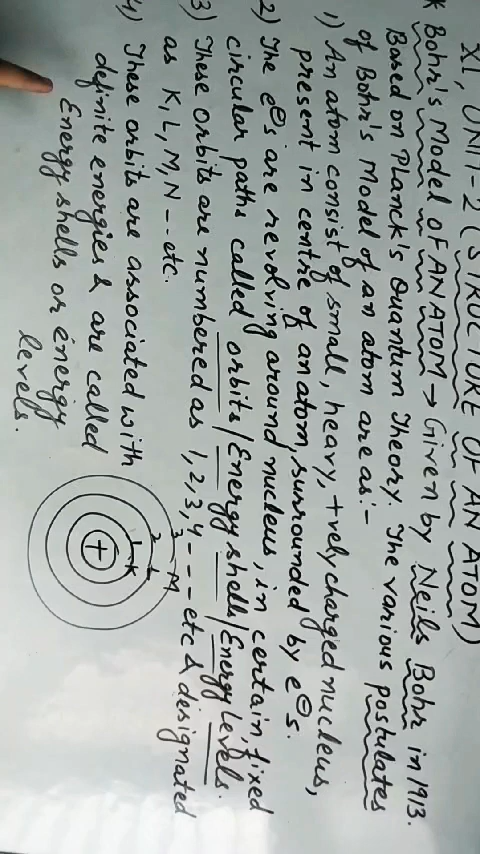 XI, UNIT-2 (STRUCTURE OF AN ATOM)
* Bohr's Model OF AN ATOM → Given by Neils Bohr in 1913.
Based on Planck's Quantum Theory. The various postulates
of Bohr's Model of an atom are as:-
1) An atom consist of small, heavy, +vely charged nucleus,
present in centre of an atom, surrounded by e⊖s.
2) The e⊖s are revolving around nucleus, in certain, fixed
circular paths called orbits/Energy shells/Energy levels.
3) These orbits are numbered as 1,2,3,4 - - - etc & designated
as K, L, M, N - - etc.
4) These orbits are associated with
definite energies & are called
Energy shells or energy
levels.
+
1 K
2 L
3 M